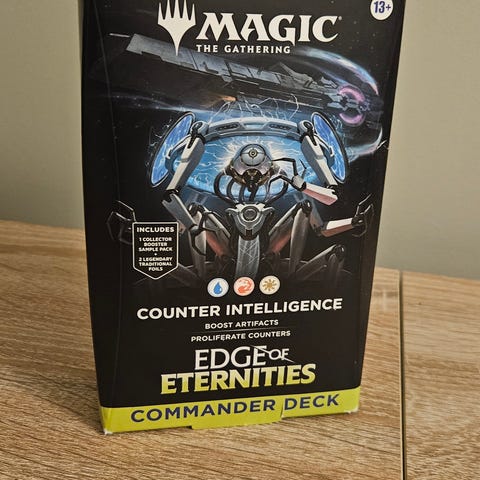 13+
MAGIC
THE GATHERING
INCLUDES
1 COLLECTOR
BOOSTER
SAMPLE PACK
2 LEGENDARY
TRADITIONAL
FOILS
COUNTER INTELLIGENCE
BOOST ARTIFACTS
PROLIFERATE COUNTERS
EDGE OF
ETERNITIES
COMMANDER DECK